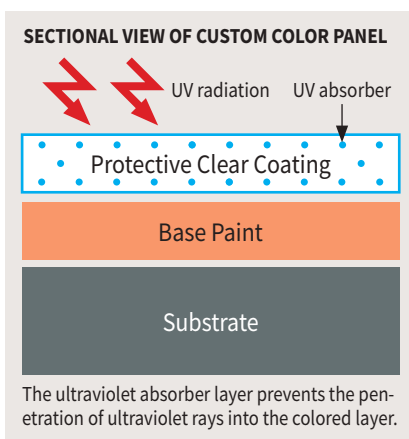 SECTIONAL VIEW OF CUSTOM COLOR PANEL
UV radiation UV absorber
Protective Clear Coating
Base Paint
Substrate
The ultraviolet absorber layer prevents the pen-
etration of ultraviolet rays into the colored layer.